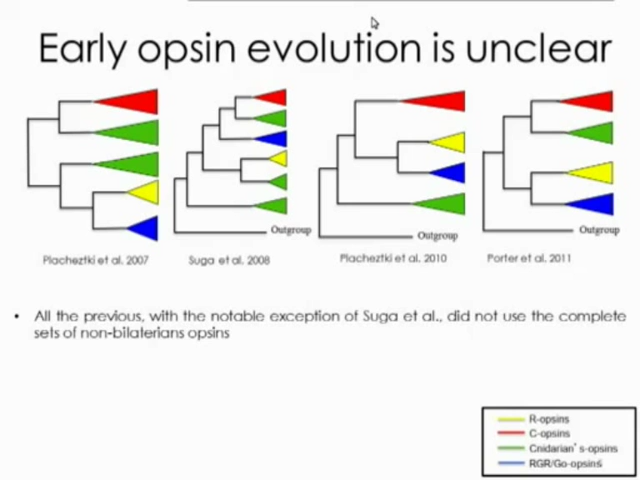 Early opsin evolution is unclear
Outgroup
Outgroup
Outgroup
Placheztki et al. 2007
Suga et al. 2008
Placheztki et al. 2010
Porter et al. 2011
• All the previous, with the notable exception of Suga et al., did not use the complete
sets of non-bilaterians opsins
R-opsins
C-opsins
Cnidarian's-opsins
RGR/Go-opsins